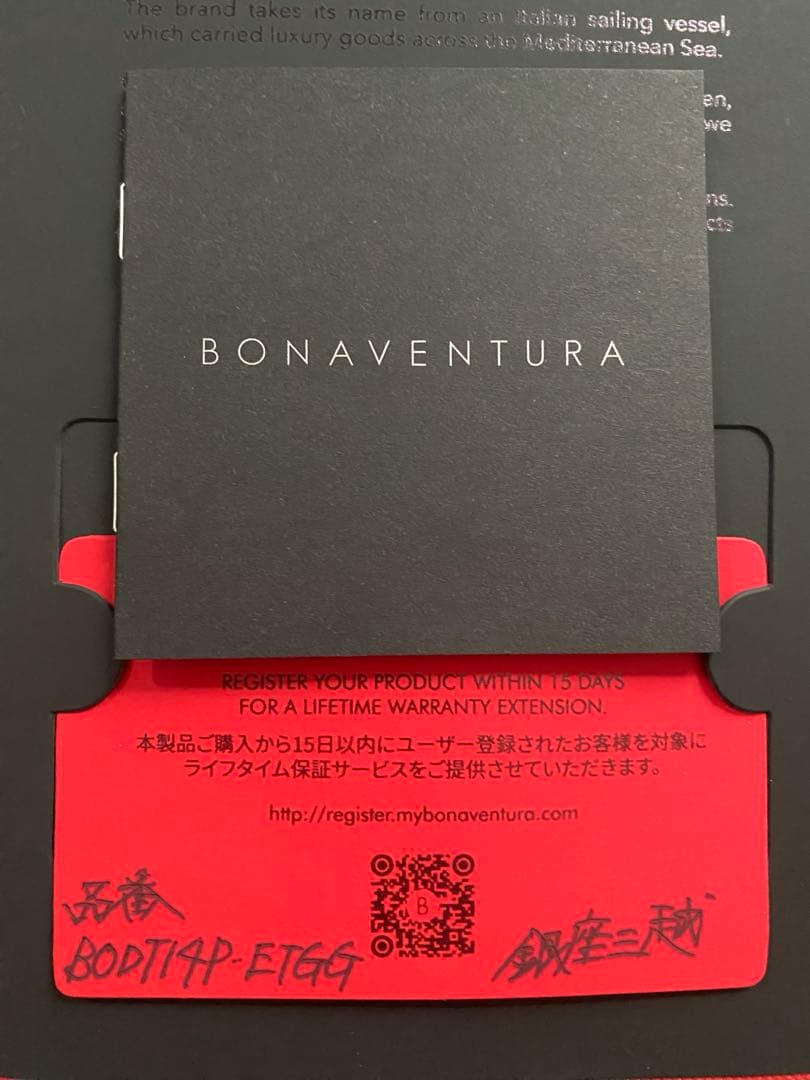 The brand takes its name from an Italian sailing vessel,
which carried luxury goods across the Mediterranean Sea.
en,
we
ns.
cts
BONAVENTURA
REGISTER YOUR PRODUCT WITHIN 15 DAYS
FOR A LIFETIME WARRANTY EXTENSION.
本製品ご購入から15日以内にユーザー登録されたお客様を対象に
ライフタイム保証サービスをご提供させていただきます。
http://register.mybonaventura.com
B
品番
BODT14P-ETGG
銀座三越